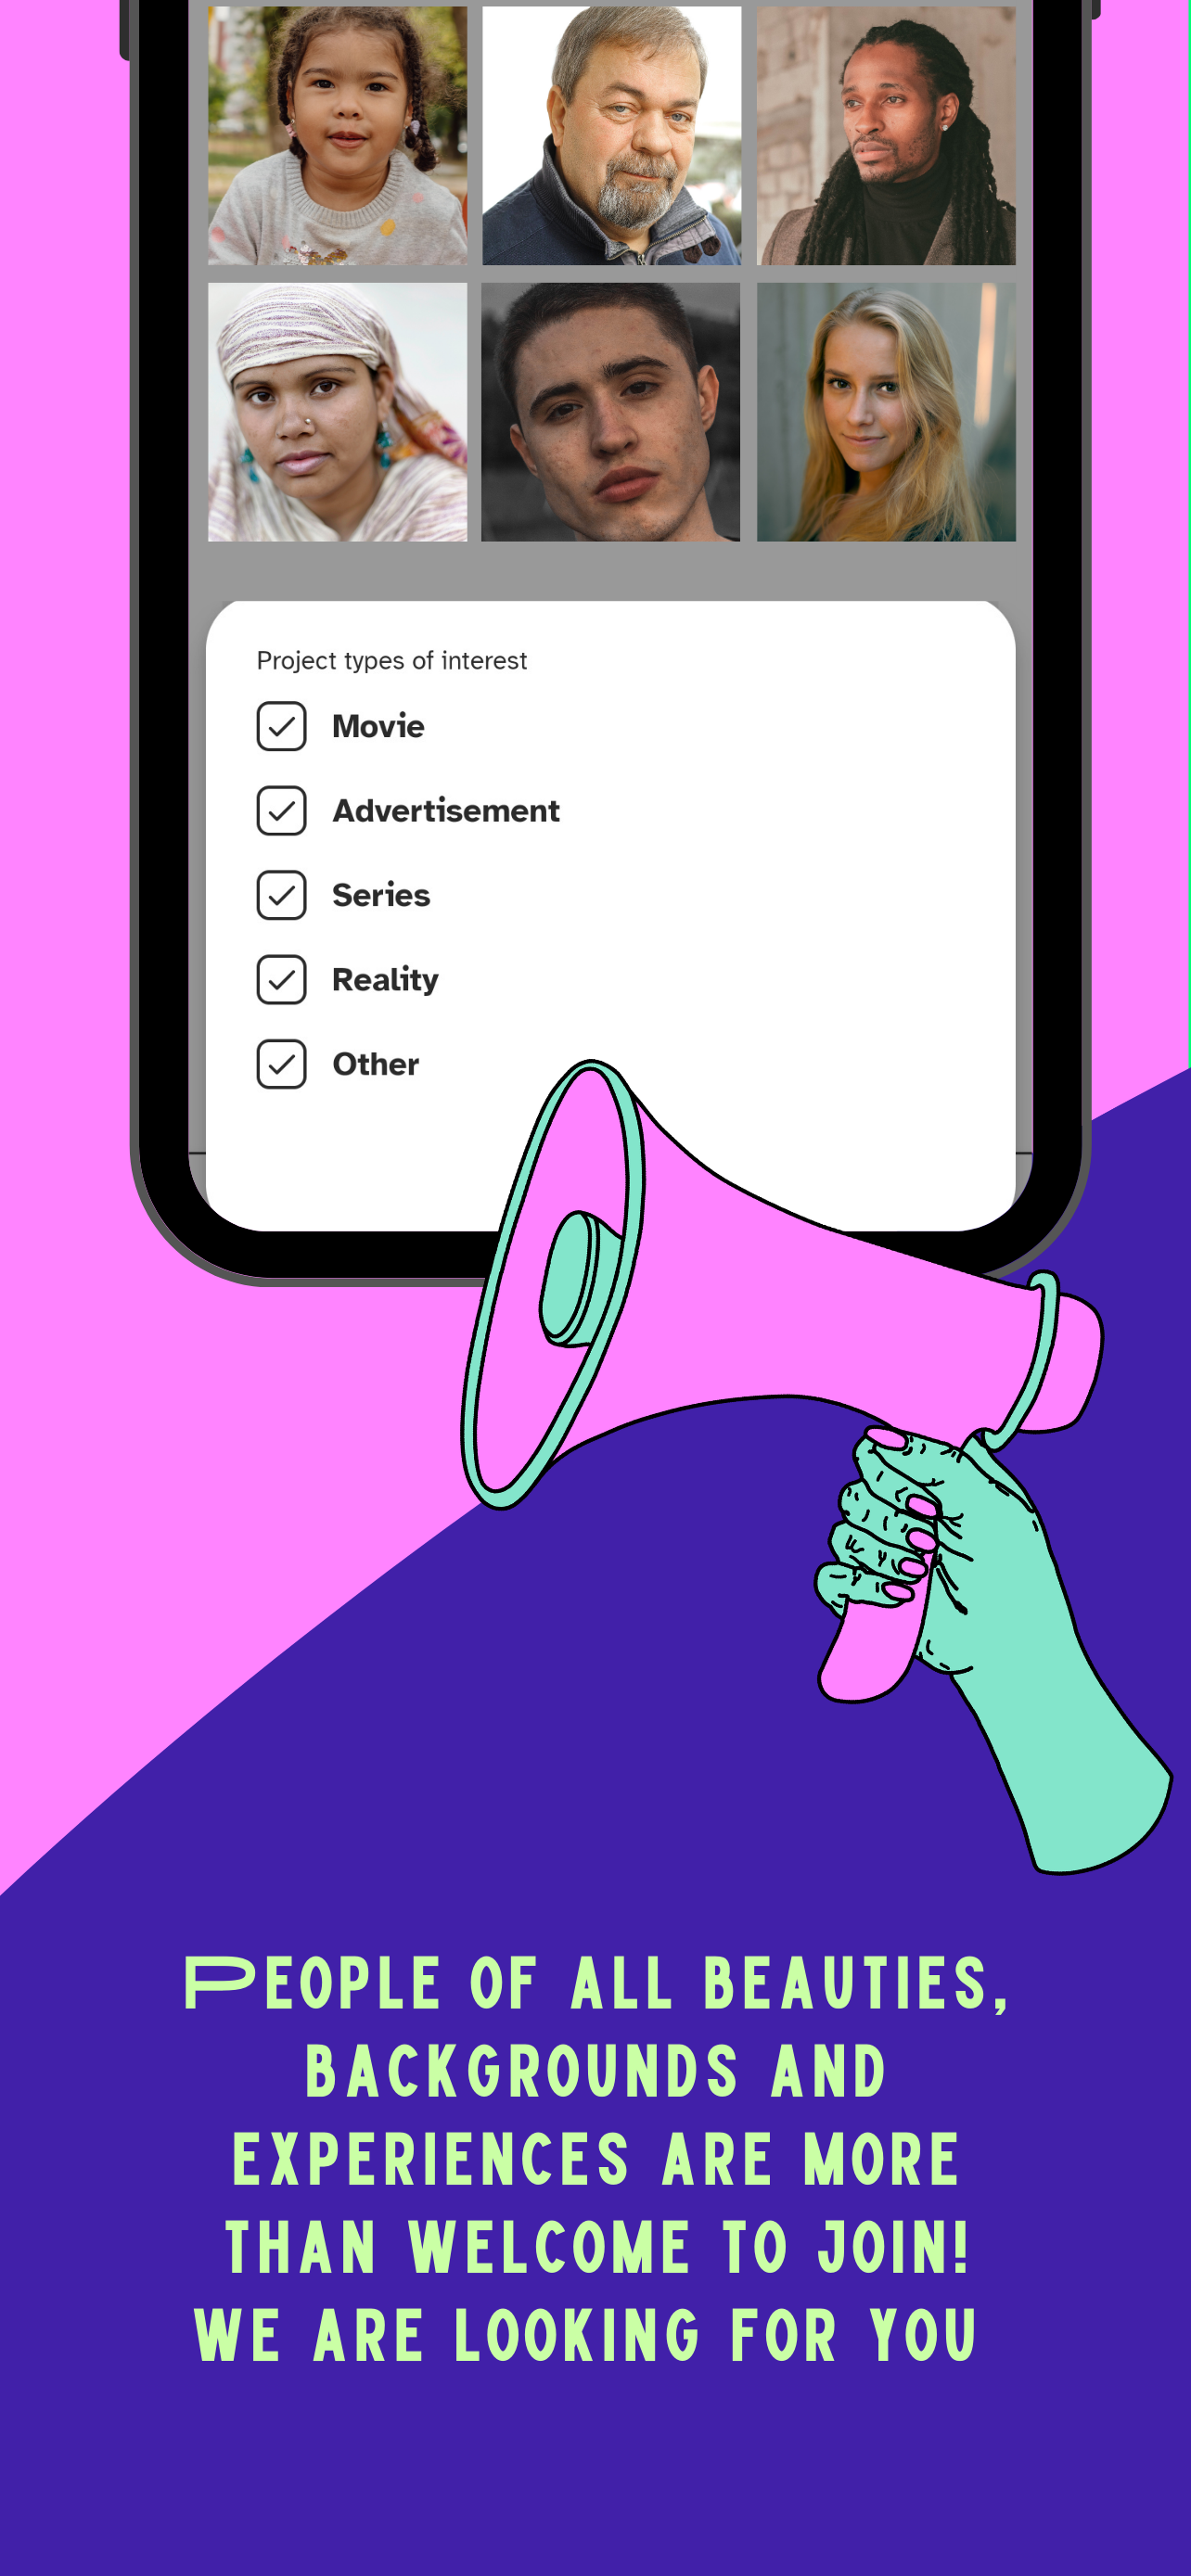 Project types of interest
Movie
Advertisement
Series
Reality
Other
PEOPLE OF ALL BEAUTIES,
BACKGROUNDS AND
EXPERIENCES ARE MORE
THAN WELCOME TO JOIN!
WE ARE LOOKING FOR YOU